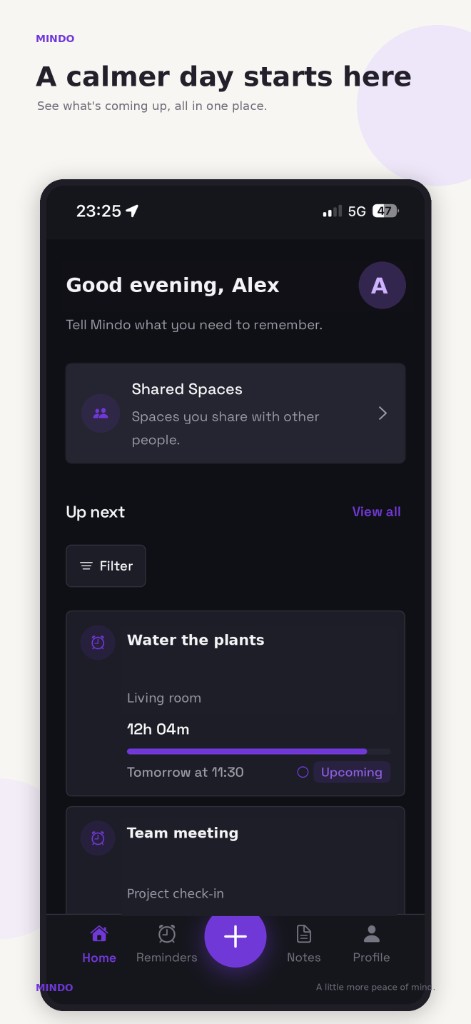 MINDO
A calmer day starts here
See what's coming up, all in one place.
23:25
5G
47
Good evening, Alex
A
Tell Mindo what you need to remember.
Shared Spaces
Spaces you share with other
people.
Up next
View all
Filter
Water the plants
Living room
12h 04m
Tomorrow at 11:30
Upcoming
Team meeting
Project check-in
Home
Reminders
Notes
Profile
MINDO
A little more peace of mind.